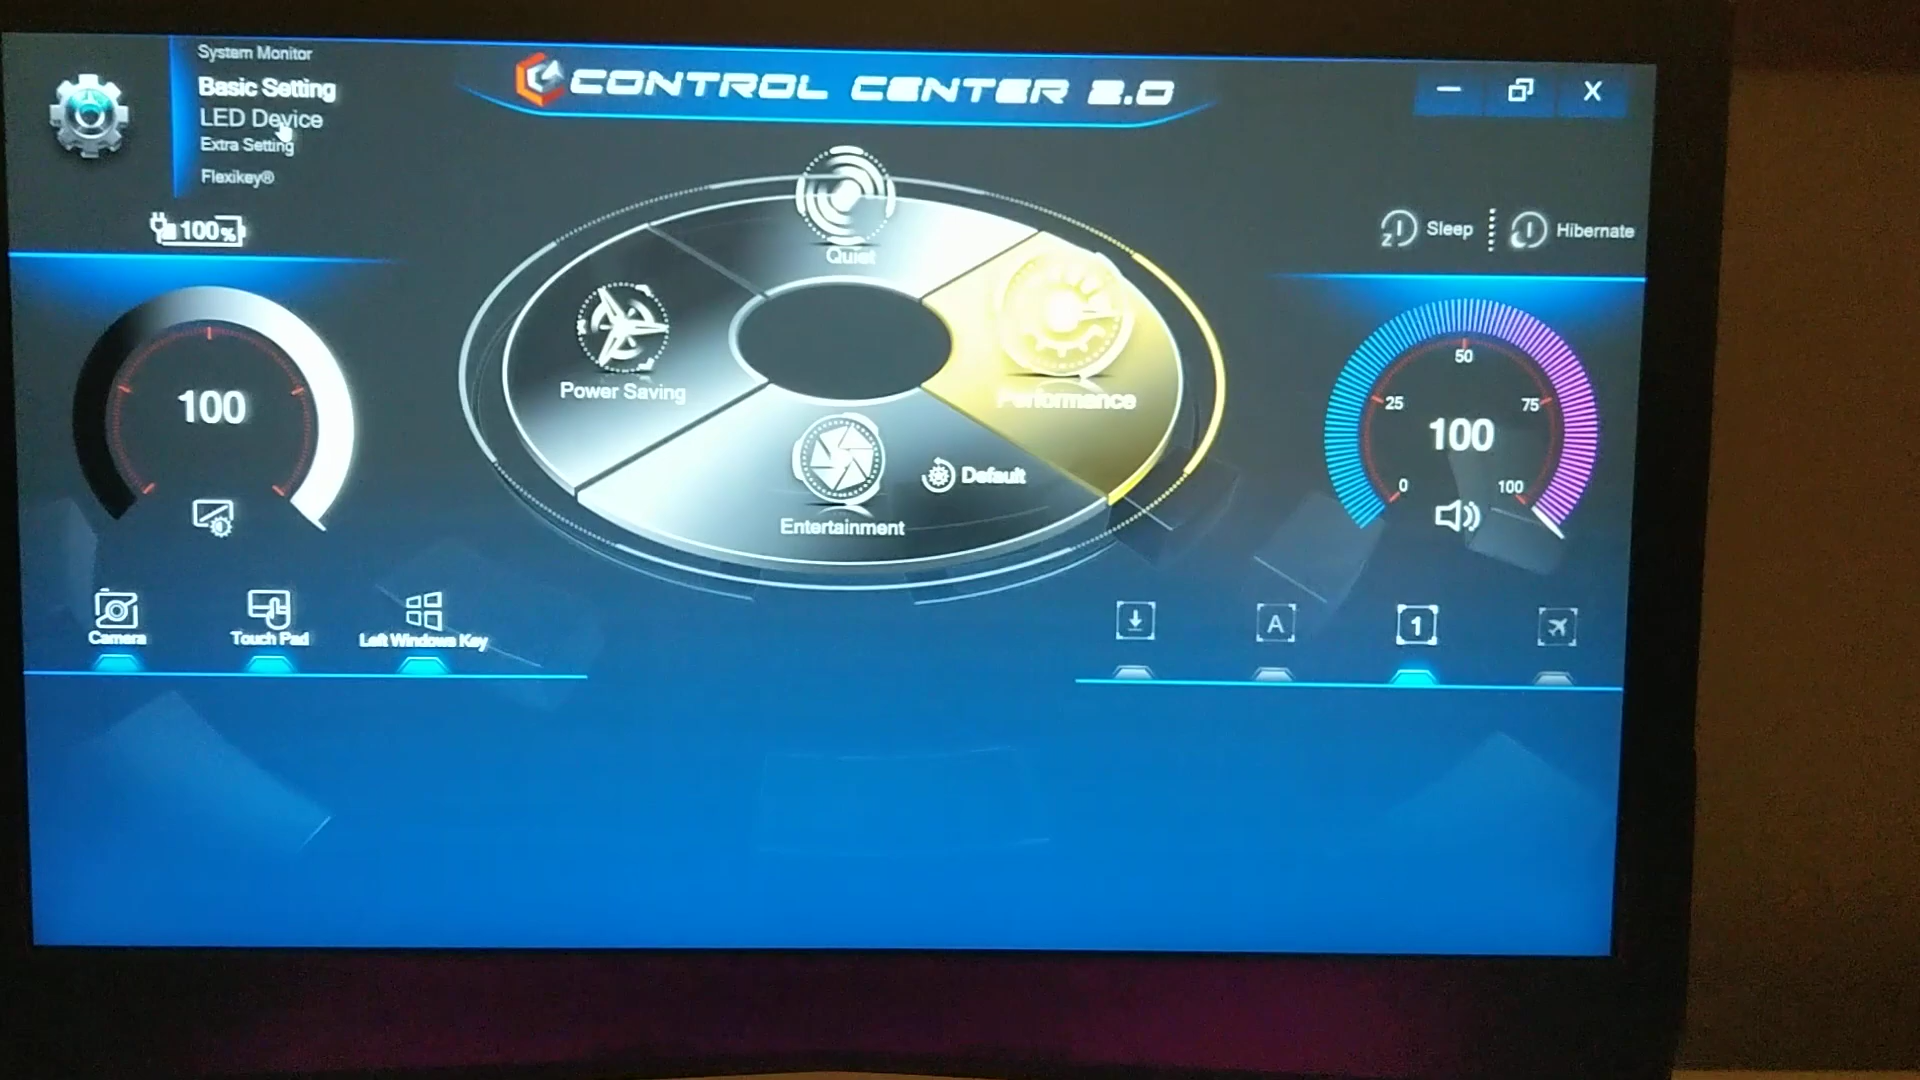 System Monitor
Basic Setting
LED Device
Extra Setting
Flexikey®
CONTROL CENTER 2.0
100%
Sleep
Hibernate
Quiet
Power Saving
Performance
Default
Entertainment
100
50
25
75
100
0
100
Camera
Touch Pad
Left Windows Key
A
1